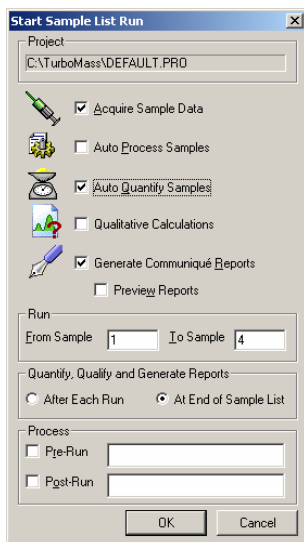 Start Sample List Run
Project
C:\TurboMass\DEFAULT.PRO
Acquire Sample Data
Auto Process Samples
Auto Quantify Samples
Qualitative Calculations
Generate Communiqué Reports
Preview Reports
Run
From Sample 1 To Sample 4
Quantify, Qualify and Generate Reports
After Each Run At End of Sample List
Process
Pre-Run
Post-Run
OK Cancel